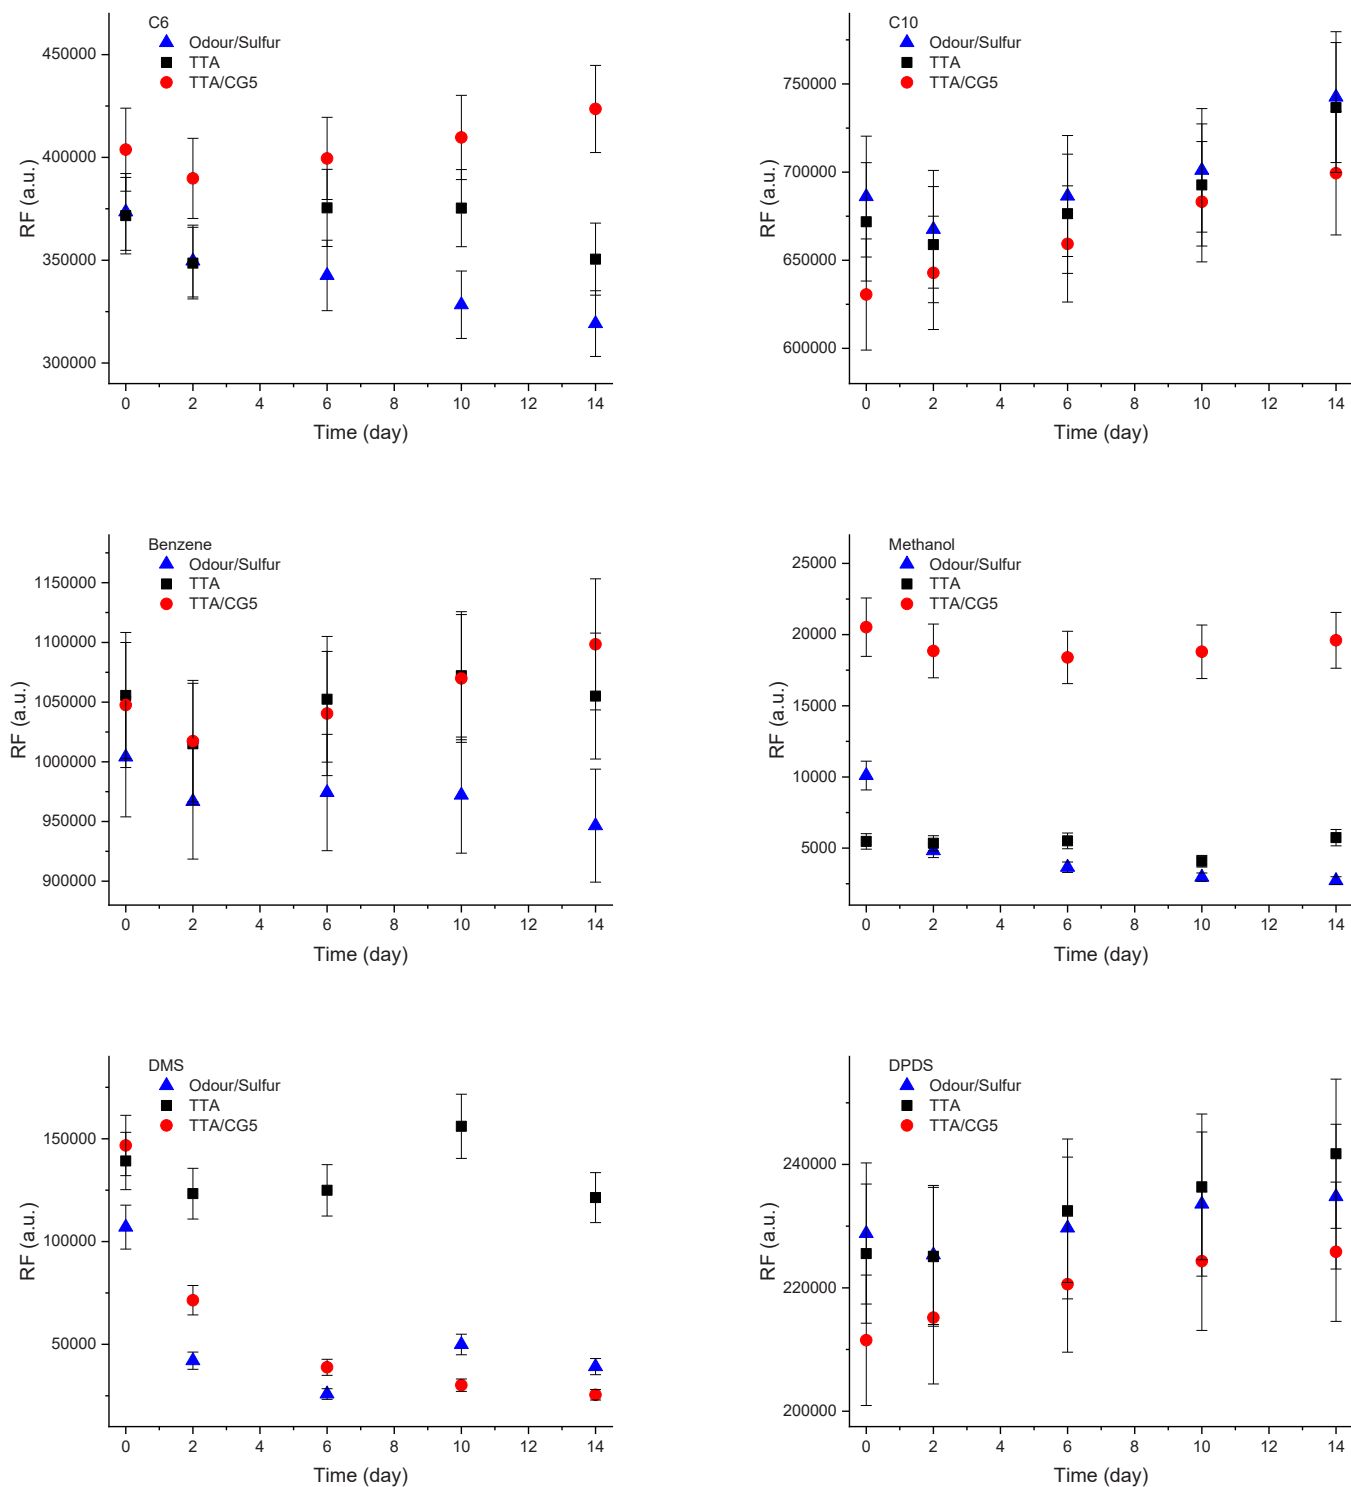 C6
Odour/Sulfur
TTA
TTA/CG5
450000
400000
350000
300000
RF (a.u.)
0 2 4 6 8 10 12 14
Time (day)
C10
Odour/Sulfur
TTA
TTA/CG5
750000
700000
650000
600000
RF (a.u.)
0 2 4 6 8 10 12 14
Time (day)
Benzene
Odour/Sulfur
TTA
TTA/CG5
1150000
1100000
1050000
1000000
950000
900000
RF (a.u.)
0 2 4 6 8 10 12 14
Time (day)
Methanol
Odour/Sulfur
TTA
TTA/CG5
25000
20000
15000
10000
5000
RF (a.u.)
0 2 4 6 8 10 12 14
Time (day)
DMS
Odour/Sulfur
TTA
TTA/CG5
150000
100000
50000
RF (a.u.)
0 2 4 6 8 10 12 14
Time (day)
DPDS
Odour/Sulfur
TTA
TTA/CG5
240000
220000
200000
RF (a.u.)
0 2 4 6 8 10 12 14
Time (day)